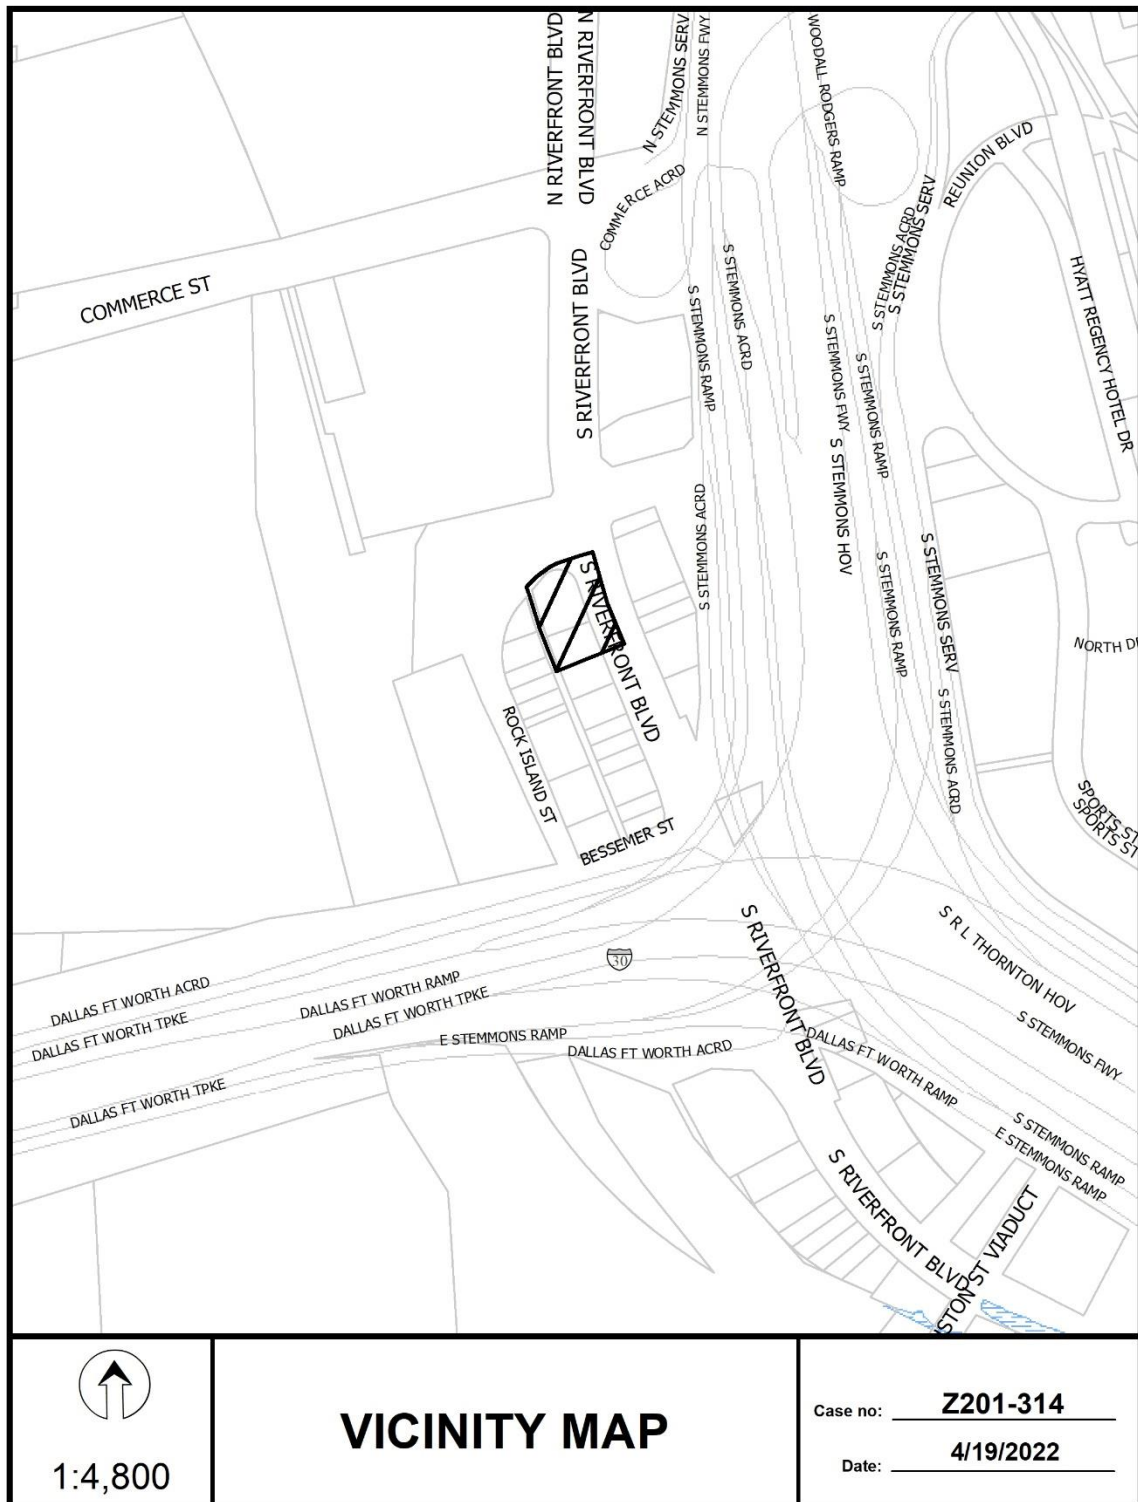 N RIVERFRONT BLVD
N RIVERFRONT BLVD
N STEMMONS SERV
N STEMMONS FWY
WOODALL RODGERS RAMP
REUNION BLVD
COMMERCE ACRD
S STEMMONS ACRD
S STEMMONS SERV
COMMERCE ST
S RIVERFRONT BLVD
S STEMMONS RAMP
S STEMMONS ACRD
S STEMMONS FWY
S STEMMONS RAMP
HYATT REGENCY HOTEL DR
S STEMMONS HOV
S STEMMONS ACRD
S STEMMONS RAMP
S STEMMONS SERV
S RIVERFRONT BLVD
NORTH
S STEMMONS ACRD
ROCK ISLAND ST
BESSEMER ST
SPORTS ST
SPORTS ST
S RIVERFRONT BLVD
S R L THORNTON HOV
30
DALLAS FT WORTH ACRD
DALLAS FT WORTH RAMP
DALLAS FT WORTH TPKE
DALLAS FT WORTH TPKE
E STEMMONS RAMP
DALLAS FT WORTH ACRD
DALLAS FT WORTH RAMP
S STEMMONS FWY
DALLAS FT WORTH TPKE
S STEMMONS RAMP
E STEMMONS RAMP
S RIVERFRONT BLVD
STON ST VIADUCT
1:4,800
VICINITY MAP
Case no: Z201-314
Date: 4/19/2022